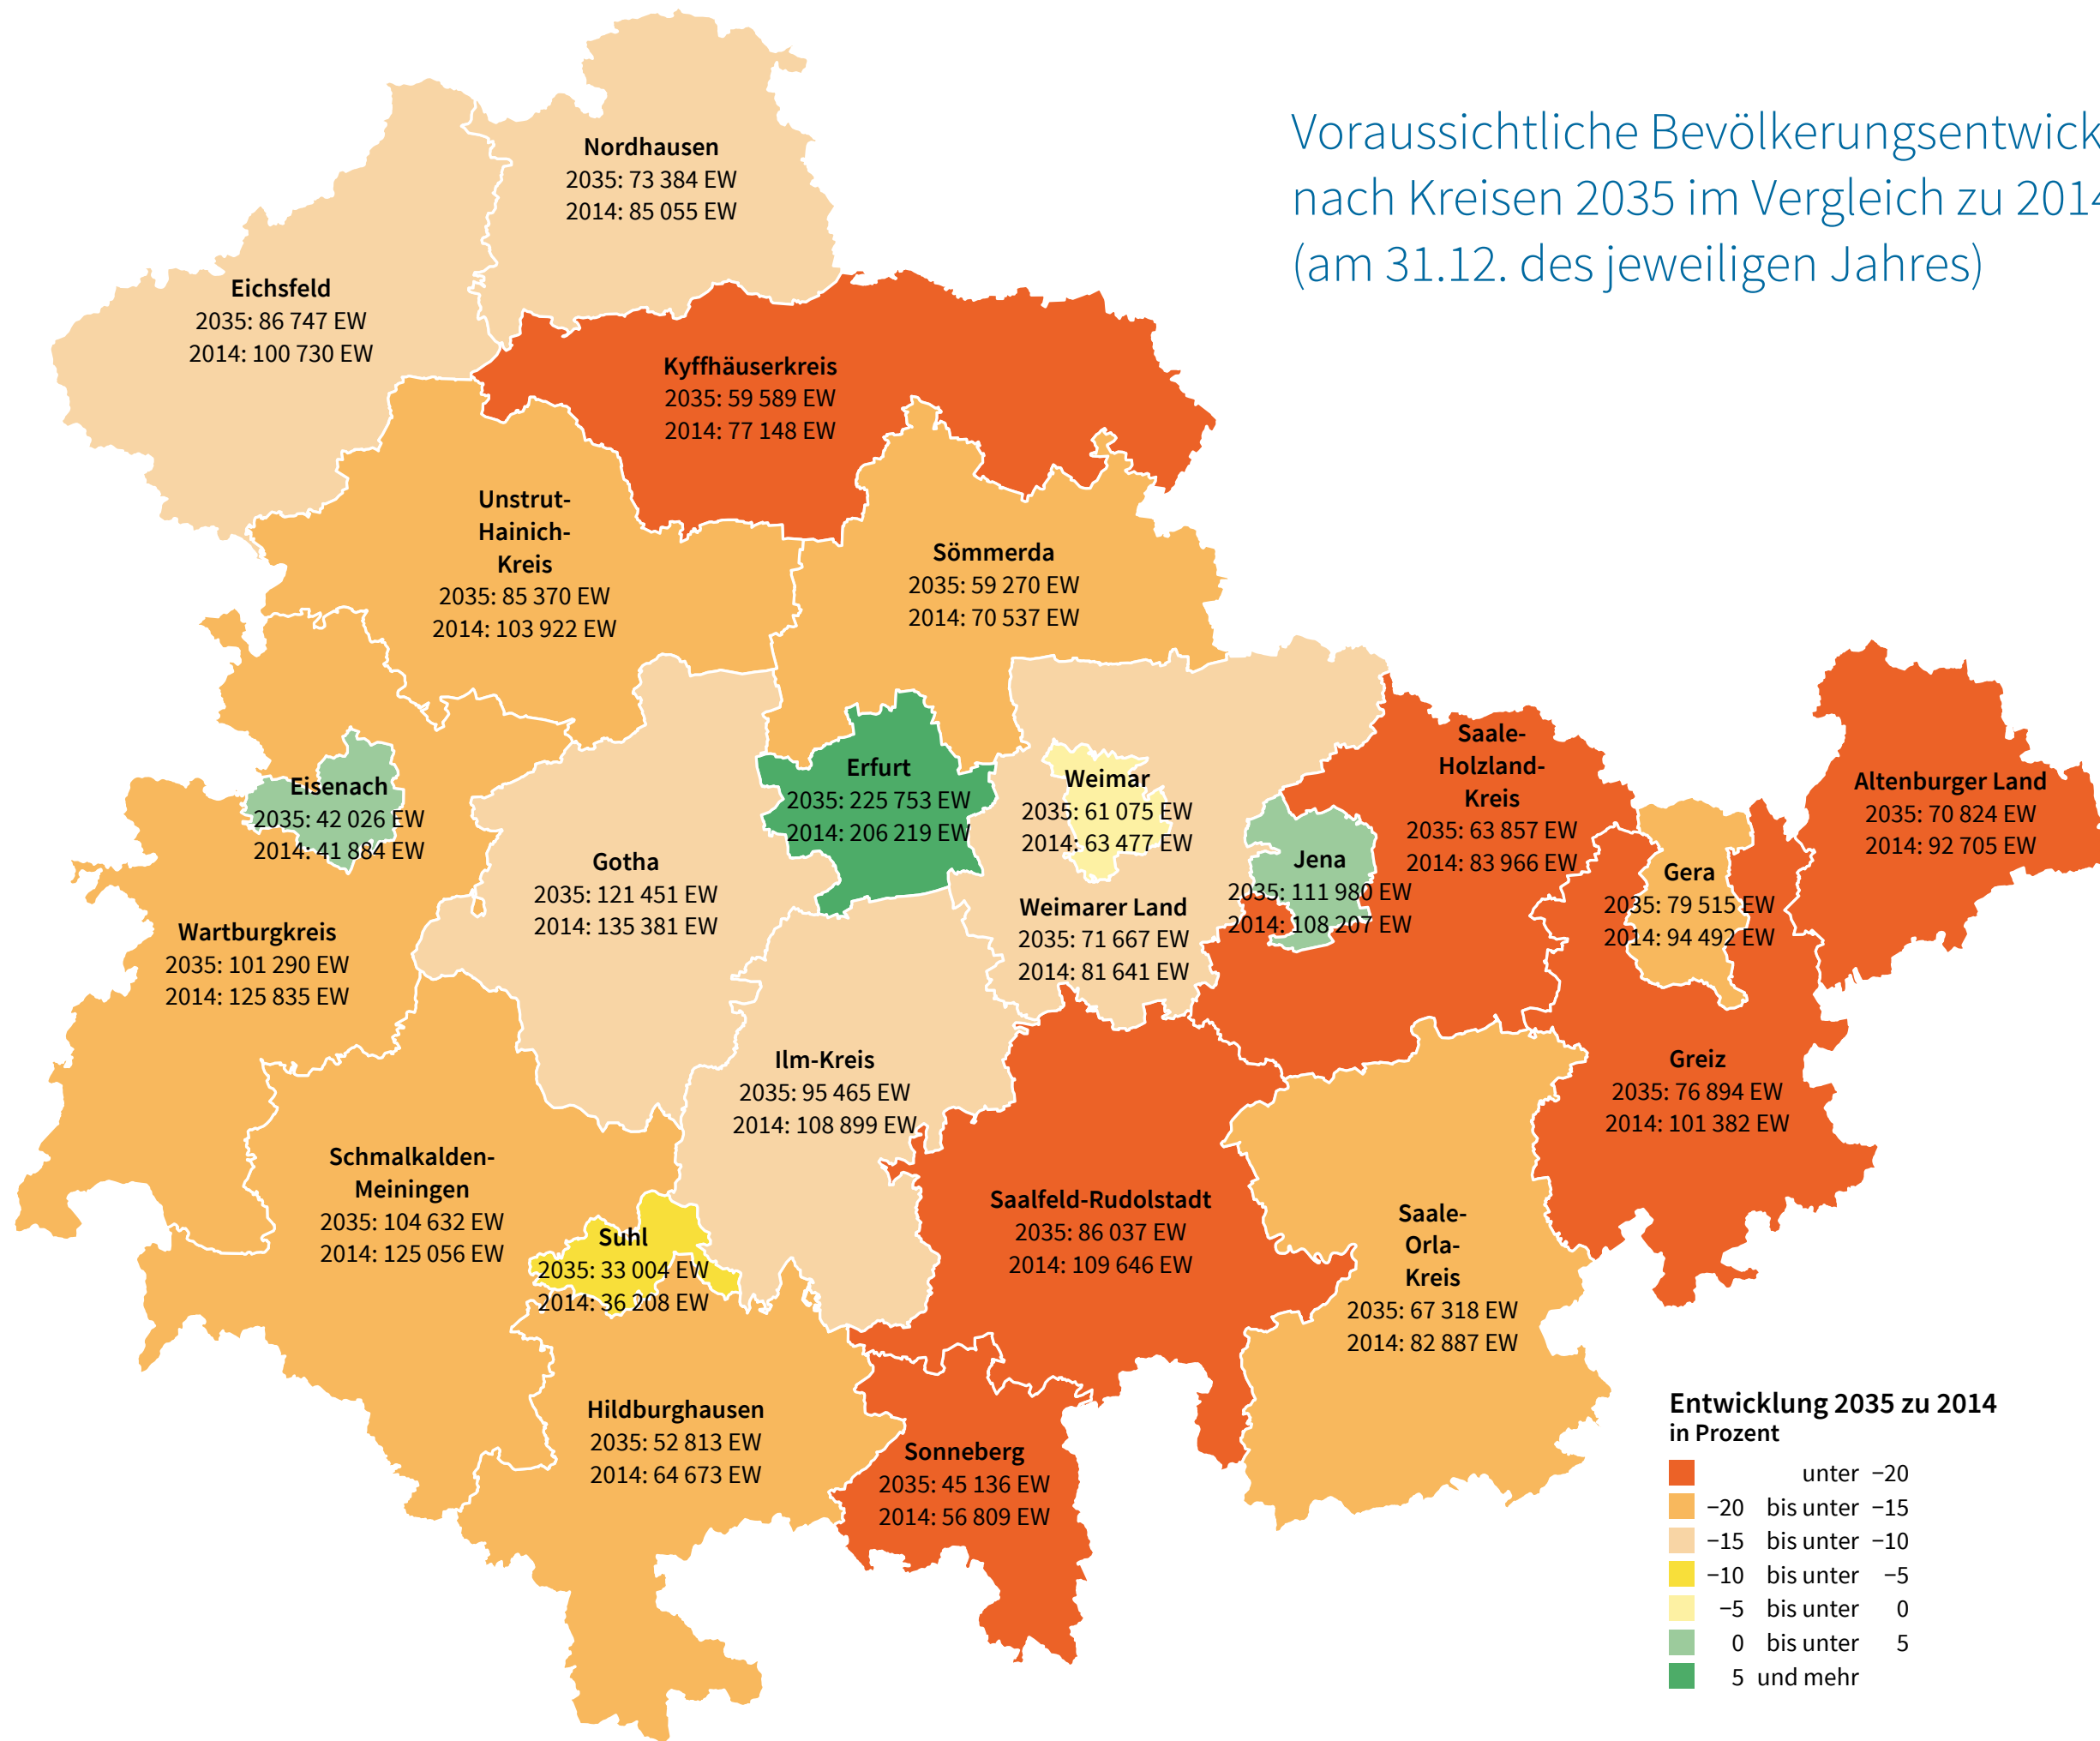 Voraussichtliche Bevölkerungsentwick
nach Kreisen 2035 im Vergleich zu 2014
(am 31.12. des jeweiligen Jahres)
Nordhausen
2035: 73 384 EW
2014: 85 055 EW
Eichsfeld
2035: 86 747 EW
2014: 100 730 EW
Kyffhäuserkreis
2035: 59 589 EW
2014: 77 148 EW
Unstrut-
Hainich-
Kreis
2035: 85 370 EW
2014: 103 922 EW
Sömmerda
2035: 59 270 EW
2014: 70 537 EW
Eisenach
2035: 42 026 EW
2014: 41 884 EW
Erfurt
2035: 225 753 EW
2014: 206 219 EW
Weimar
2035: 61 075 EW
2014: 63 477 EW
Saale-
Holzland-
Kreis
2035: 63 857 EW
2014: 83 966 EW
Altenburger Land
2035: 70 824 EW
2014: 92 705 EW
Gotha
2035: 121 451 EW
2014: 135 381 EW
Jena
2035: 111 980 EW
2014: 108 207 EW
Gera
2035: 79 515 EW
2014: 94 492 EW
Wartburgkreis
2035: 101 290 EW
2014: 125 835 EW
Weimarer Land
2035: 71 667 EW
2014: 81 641 EW
Ilm-Kreis
2035: 95 465 EW
2014: 108 899 EW
Greiz
2035: 76 894 EW
2014: 101 382 EW
Schmalkalden-
Meiningen
2035: 104 632 EW
2014: 125 056 EW
Suhl
2035: 33 004 EW
2014: 36 208 EW
Saalfeld-Rudolstadt
2035: 86 037 EW
2014: 109 646 EW
Saale-
Orla-
Kreis
2035: 67 318 EW
2014: 82 887 EW
Hildburghausen
2035: 52 813 EW
2014: 64 673 EW
Sonneberg
2035: 45 136 EW
2014: 56 809 EW
Entwicklung 2035 zu 2014
in Prozent
unter −20
−20 bis unter −15
−15 bis unter −10
−10 bis unter −5
−5 bis unter 0
0 bis unter 5
5 und mehr